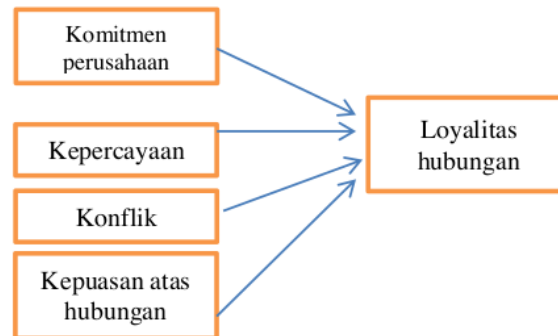 Komitmen
perusahaan
Kepercayaan
Konflik
Kepuasan atas
hubungan
Loyalitas
hubungan